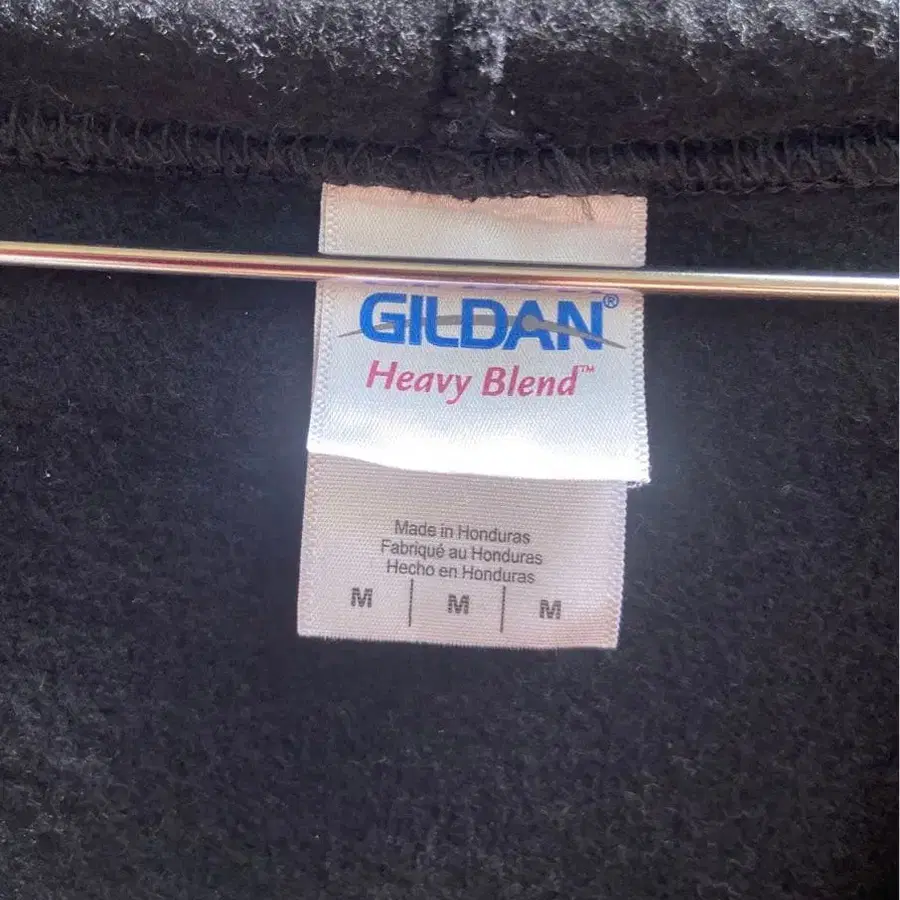 GILDAN®
Heavy Blend™
Made in Honduras
Fabriqué au Honduras
Hecho en Honduras
M | M | M